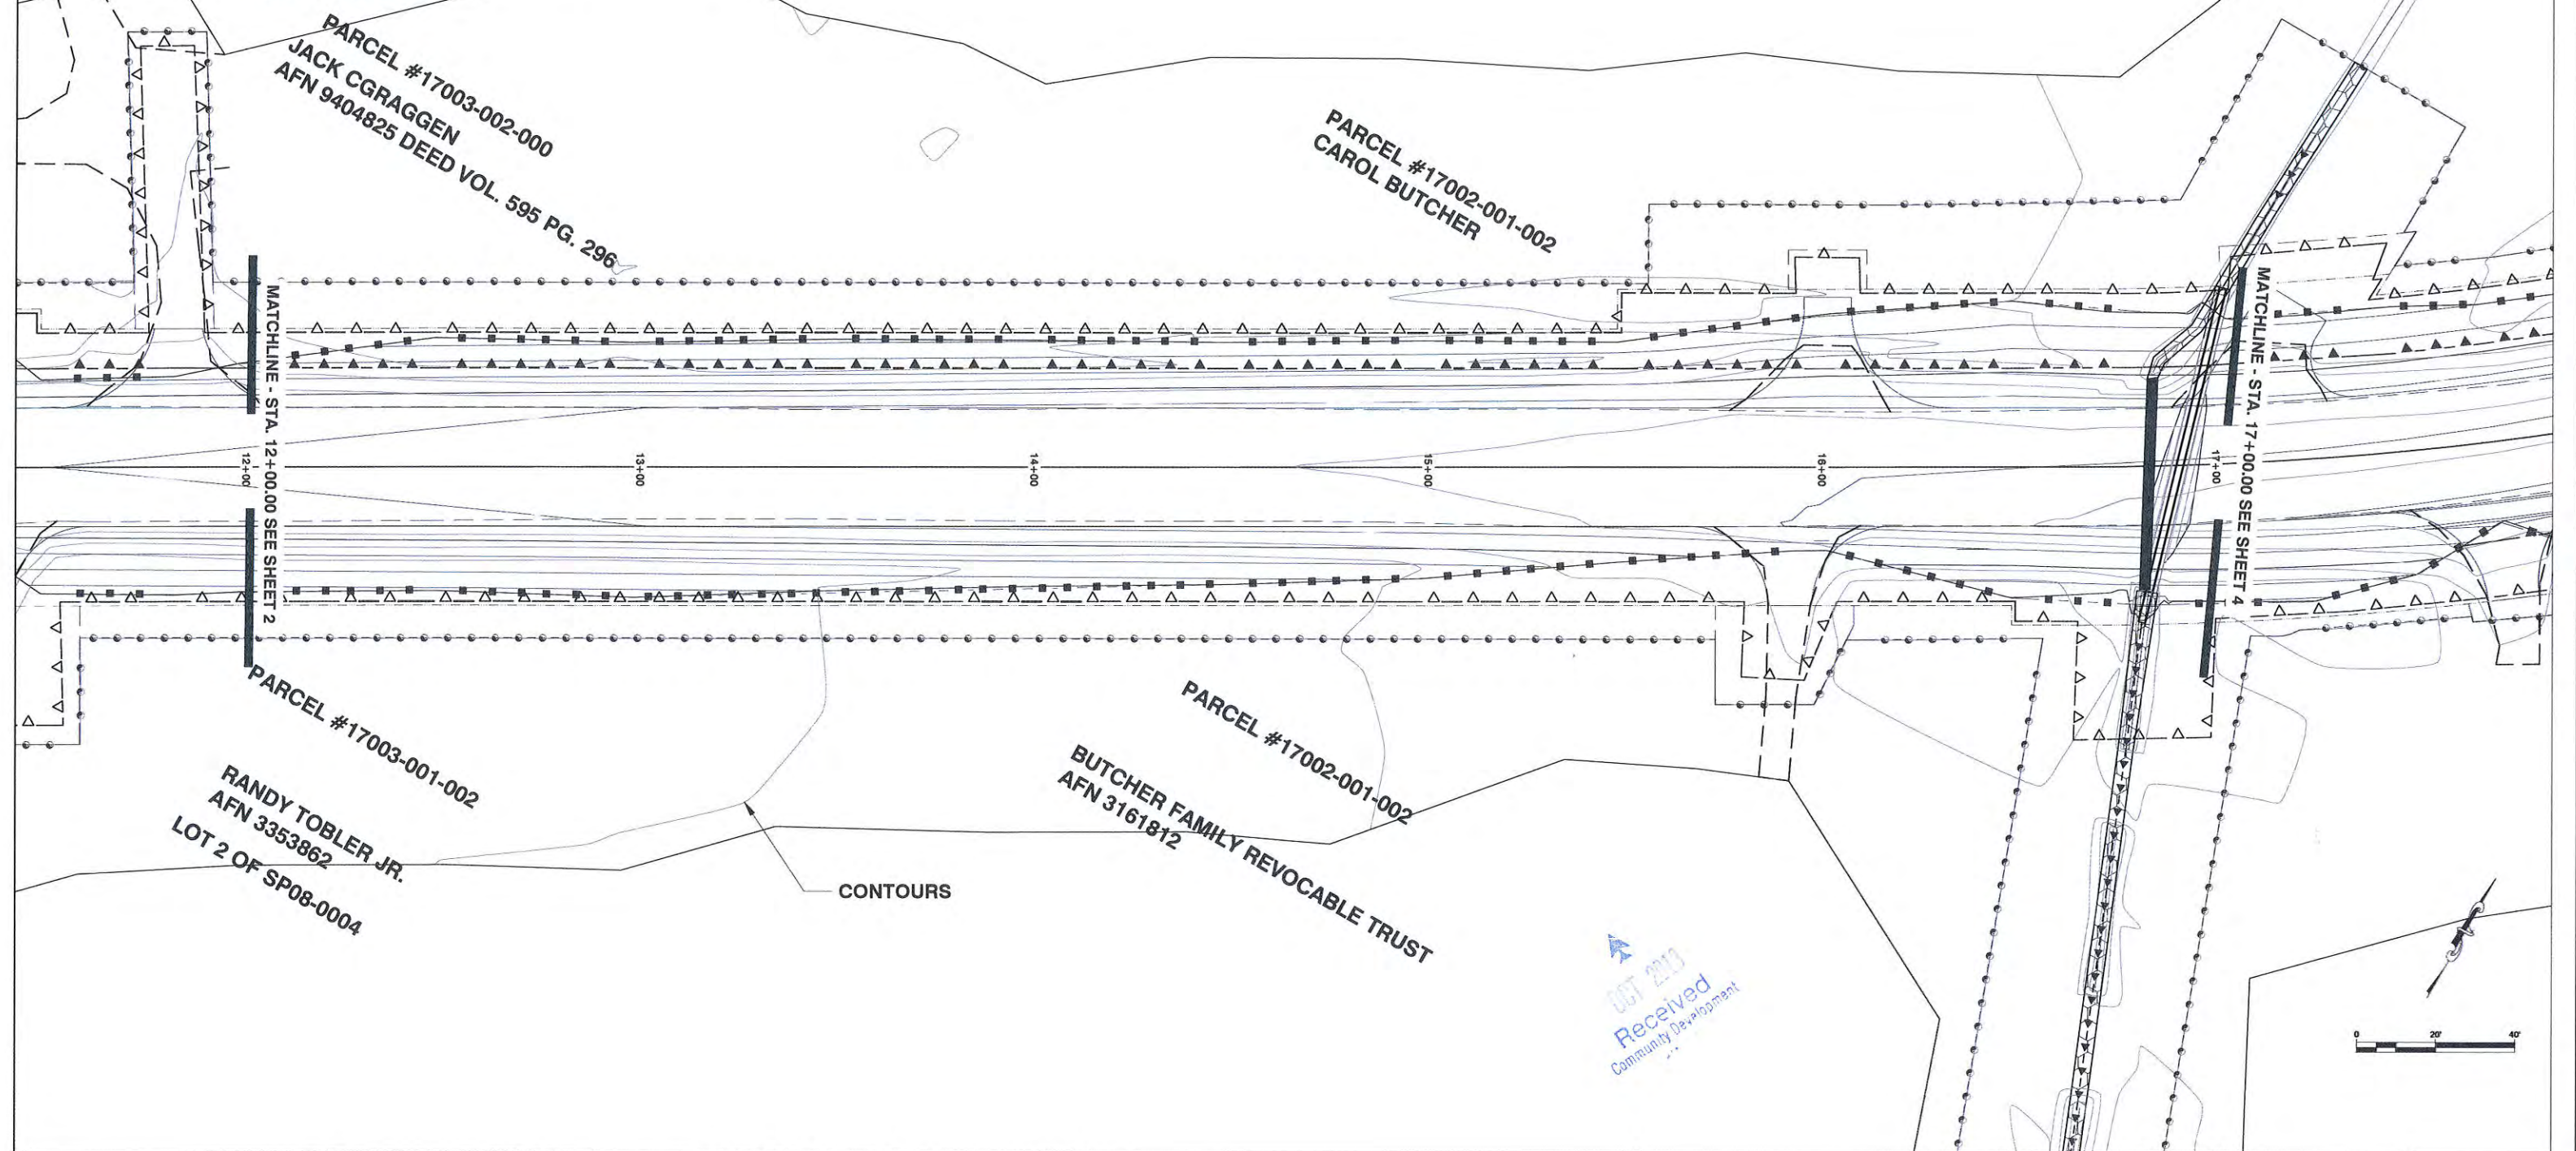 PARCEL #17003-002-000
JACK CGRAGGEN
AFN 9404825 DEED VOL. 595 PG. 296
PARCEL #17002-001-002
CAROL BUTCHER
MATCHLINE - STA. 12+00.00 SEE SHEET 2
12+00
13+00
14+00
15+00
16+00
17+00
MATCHLINE - STA. 17+00.00 SEE SHEET 4
PARCEL #17003-001-002
RANDY TOBLER JR.
AFN 3353862
LOT 2 OF SP08-0004
CONTOURS
PARCEL #17002-001-002
BUTCHER FAMILY REVOCABLE TRUST
AFN 3161812
OCT 2013
Received
Community Development
0 20' 40'